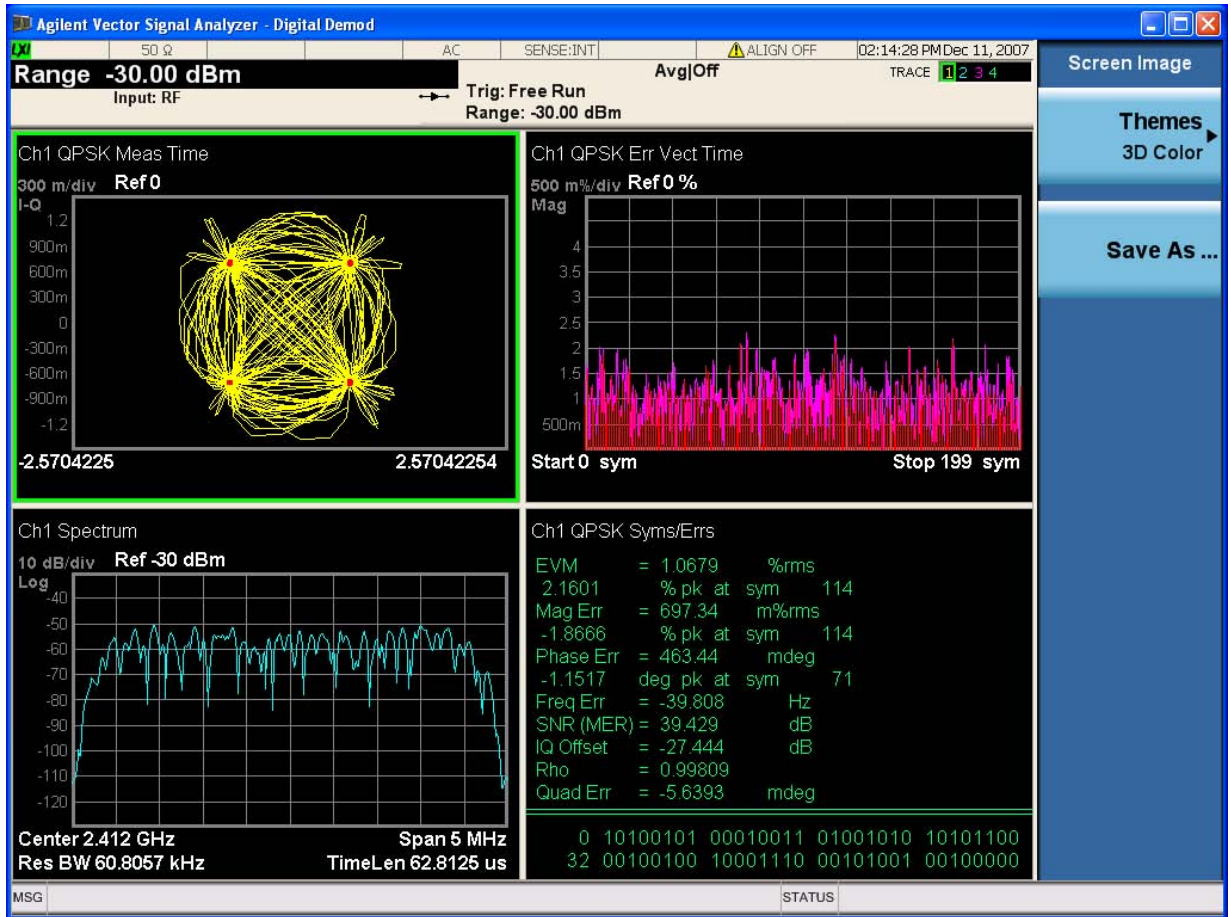 Agilent Vector Signal Analyzer - Digital Demod
LXI 50 Ω AC SENSE:INT ALIGN OFF 02:14:28 PM Dec 11, 2007
Range -30.00 dBm
Input: RF
Trig: Free Run
Range: -30.00 dBm
Avg|Off
TRACE 1 2 3 4
Screen Image
Themes
3D Color
Save As ...
Ch1 QPSK Meas Time
300 m/div Ref 0
I-Q
1.2
900m
600m
300m
0
-300m
-600m
-900m
-1.2
-2.5704225 2.57042254
Ch1 QPSK Err Vect Time
500 m%/div Ref 0 %
Mag
4
3.5
3
2.5
2
1.5
1
500m
Start 0 sym Stop 199 sym
Ch1 Spectrum
10 dB/div Ref -30 dBm
Log
-40
-50
-60
-70
-80
-90
-100
-110
-120
Center 2.412 GHz Span 5 MHz
Res BW 60.8057 kHz TimeLen 62.8125 us
Ch1 QPSK Syms/Errs
EVM = 1.0679 %rms
2.1601 % pk at sym 114
Mag Err = 697.34 m%rms
-1.8666 % pk at sym 114
Phase Err = 463.44 mdeg
-1.1517 deg pk at sym 71
Freq Err = -39.808 Hz
SNR (MER) = 39.429 dB
IQ Offset = -27.444 dB
Rho = 0.99809
Quad Err = -5.6393 mdeg
0 10100101 00010011 01001010 10101100
32 00100100 10001110 00101001 00100000
MSG STATUS